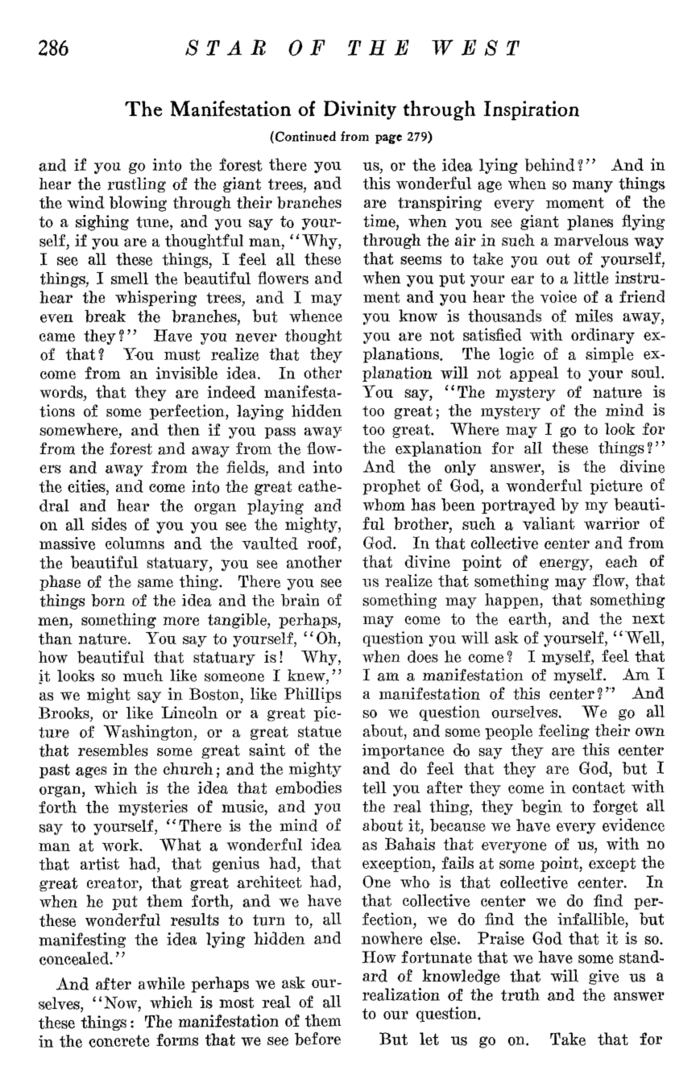 286 STAR OF THE WEST
The Manifestation of Divinity through Inspiration
(Continued from page 279)
and if you go into the forest there you
hear the rustling of the giant trees, and
the wind blowing through their branches
to a sighing tune, and you say to your-
self, if you are a thoughtful man, "Why,
I see all these things, I feel all these
things, I smell the beautiful flowers and
hear the whispering trees, and I may
even break the branches, but whence
came they?" Have you never thought
of that? You must realize that they
come from an invisible idea. In other
words, that they are indeed manifesta-
tions of some perfection, laying hidden
somewhere, and then if you pass away
from the forest and away from the flow-
ers and away from the fields, and into
the cities, and come into the great cathe-
dral and hear the organ playing and
on all sides of you you see the mighty,
massive columns and the vaulted roof,
the beautiful statuary, you see another
phase of the same thing. There you see
things born of the idea and the brain of
men, something more tangible, perhaps,
than nature. You say to yourself, "Oh,
how beautiful that statuary is! Why,
it looks so much like someone I knew,"
as we might say in Boston, like Phillips
Brooks, or like Lincoln or a great pic-
ture of Washington, or a great statue
that resembles some great saint of the
past ages in the church; and the mighty
organ, which is the idea that embodies
forth the mysteries of music, and you
say to yourself, "There is the mind of
man at work. What a wonderful idea
that artist had, that genius had, that
great creator, that great architect had,
when he put them forth, and we have
these wonderful results to turn to, all
manifesting the idea lying hidden and
concealed."
And after awhile perhaps we ask our-
selves, "Now, which is most real of all
these things: The manifestation of them
in the concrete forms that we see before
us, or the idea lying behind?" And in
this wonderful age when so many things
are transpiring every moment of the
time, when you see giant planes flying
through the air in such a marvelous way
that seems to take you out of yourself,
when you put your ear to a little instru-
ment and you hear the voice of a friend
you know is thousands of miles away,
you are not satisfied with ordinary ex-
planations. The logic of a simple ex-
planation will not appeal to your soul.
You say, "The mystery of nature is
too great; the mystery of the mind is
too great. Where may I go to look for
the explanation for all these things?"
And the only answer, is the divine
prophet of God, a wonderful picture of
whom has been portrayed by my beauti-
ful brother, such a valiant warrior of
God. In that collective center and from
that divine point of energy, each of
us realize that something may flow, that
something may happen, that something
may come to the earth, and the next
question you will ask of yourself, "Well,
when does he come? I myself, feel that
I am a manifestation of myself. Am I
a manifestation of this center?" And
so we question ourselves. We go all
about, and some people feeling their own
importance do say they are this center
and do feel that they are God, but I
tell you after they come in contact with
the real thing, they begin to forget all
about it, because we have every evidence
as Bahais that everyone of us, with no
exception, fails at some point, except the
One who is that collective center. In
that collective center we do find per-
fection, we do find the infallible, but
nowhere else. Praise God that it is so.
How fortunate that we have some stand-
ard of knowledge that will give us a
realization of the truth and the answer
to our question.
But let us go on. Take that for